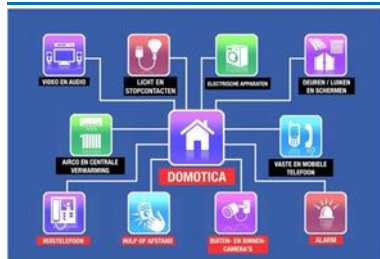 VIDEO EN AUDIO
LICHT EN
STOPCONTACTEN
ELECTRISCHE APPARATEN
DEUREN / LUIKEN
EN SCHERMEN
AIRCO EN CENTRALE
VERWARMING
DOMOTICA
VASTE EN MOBIELE
TELEFOON
HUISTELEFOON
HULP OP AFSTAND
BUITEN- EN BINNEN-
CAMERA'S
ALARM